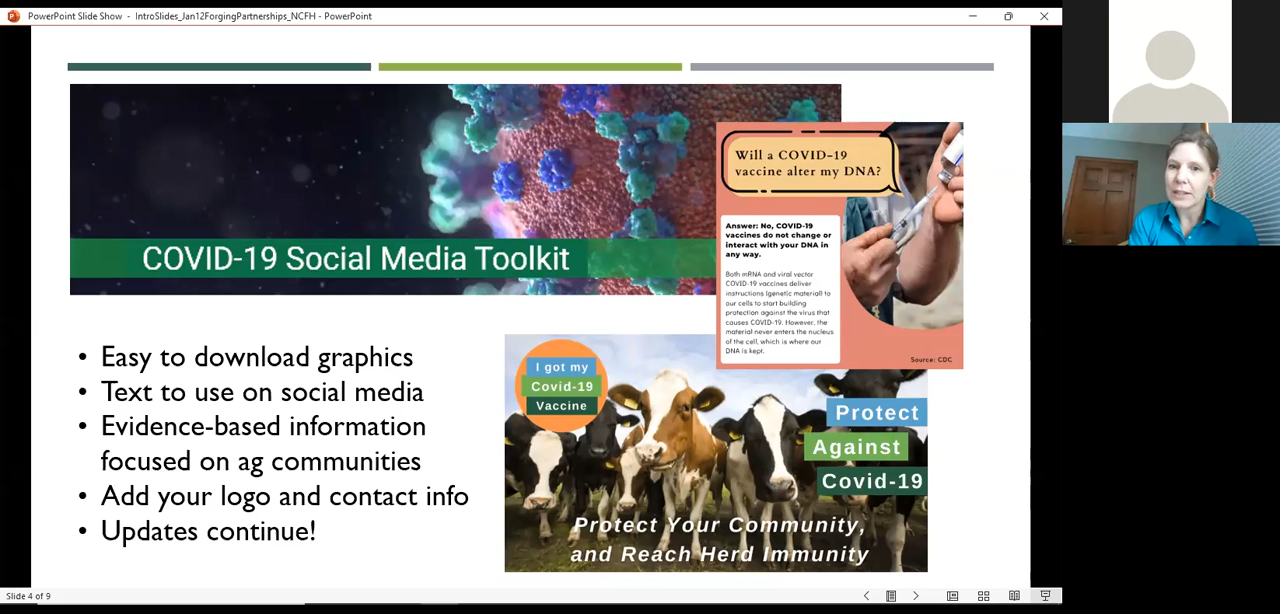 PowerPoint Slide Show - IntroSlides_Jan12ForgingPartnerships_NCFH - PowerPoint
COVID-19 Social Media Toolkit
Will a COVID-19
vaccine alter my DNA?
Answer: No, COVID-19
vaccines do not change or
interact with your DNA in
any way.
Both mRNA and viral vector
COVID-19 vaccines deliver
instructions (genetic material) to
our cells to start building
protection against the virus that
causes COVID-19. However, the
material never enters the nucleus
of the cell, which is where our
DNA is kept.
Source: CDC
• Easy to download graphics
• Text to use on social media
• Evidence-based information
focused on ag communities
• Add your logo and contact info
• Updates continue!
I got my
Covid-19
Vaccine
Protect
Against
Covid-19
Protect Your Community,
and Reach Herd Immunity
Slide 4 of 9